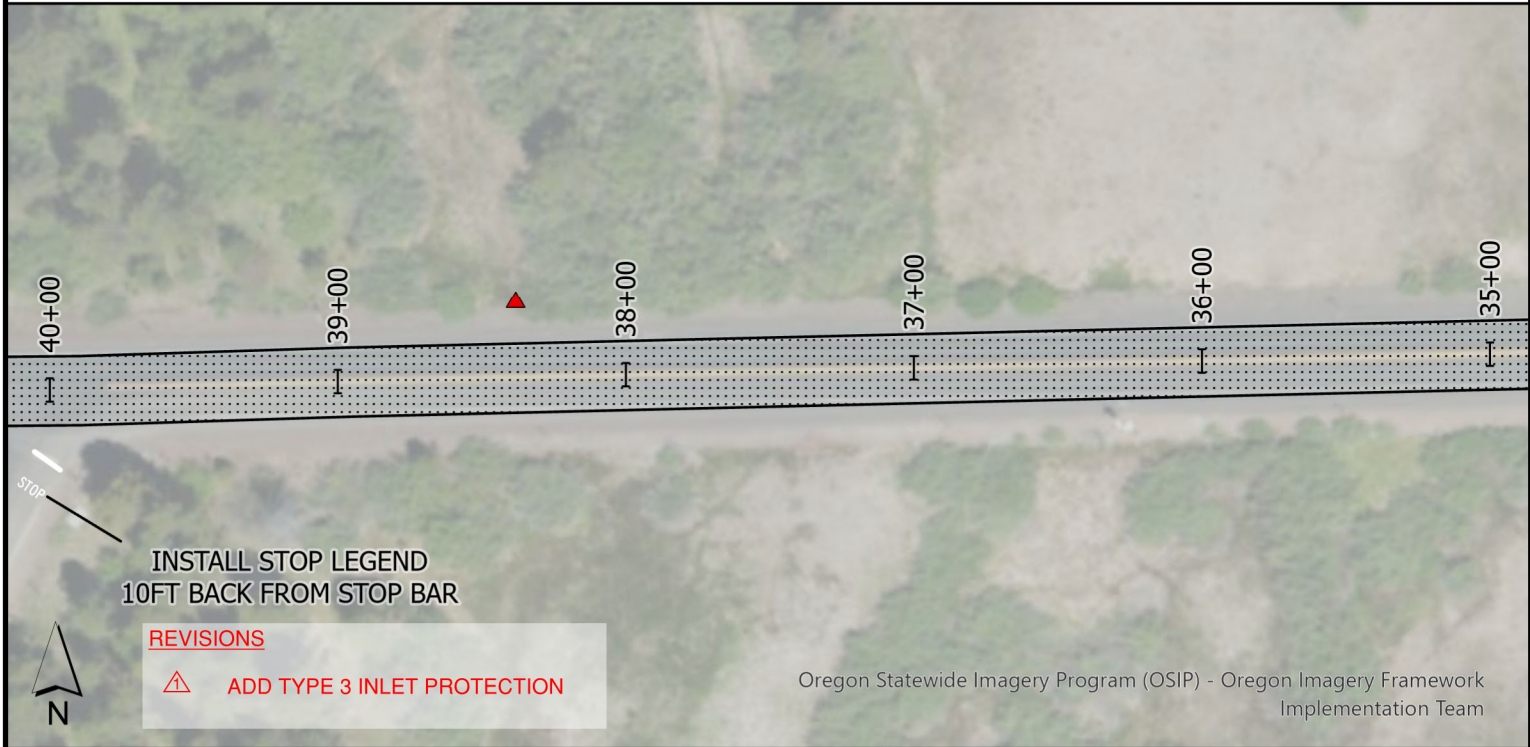 40+00
39+00
38+00
37+00
36+00
35+00
STOP
INSTALL STOP LEGEND
10FT BACK FROM STOP BAR
REVISIONS
1 ADD TYPE 3 INLET PROTECTION
N
Oregon Statewide Imagery Program (OSIP) - Oregon Imagery Framework
Implementation Team